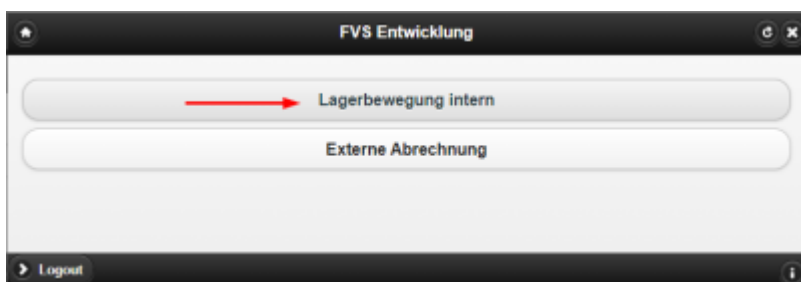 FVS Entwicklung
Lagerbewegung intern
Externe Abrechnung
Logout